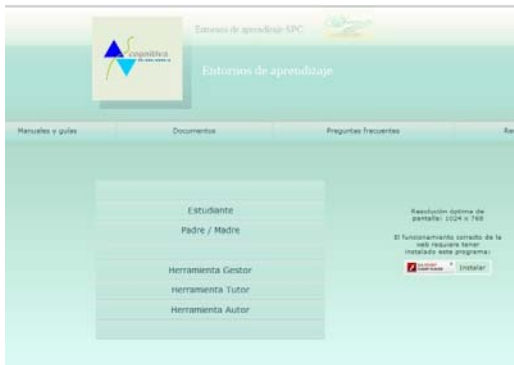 Entornos de aprendizaje SPC
cognitiva
Entornos de aprendizaje
Manuales y guías
Documentos
Preguntas frecuentes
Estudiante
Padre / Madre
Herramienta Gestor
Herramienta Tutor
Herramienta Autor
Resolución óptima de
pantalla: 1024 x 768
El funcionamiento correcto de la
web requiere tener
instalado este programa:
Instalar